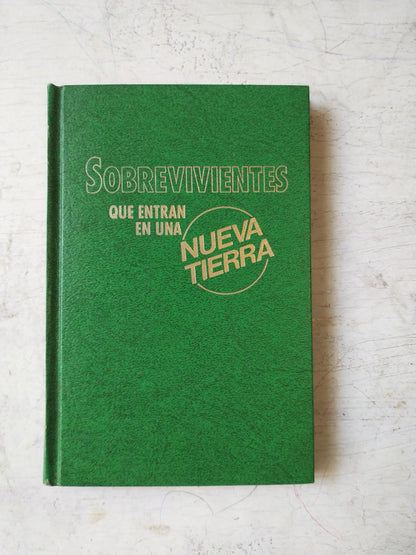 SOBREVIVIENTES
QUE ENTRAN
EN UNA
NUEVA
TIERRA